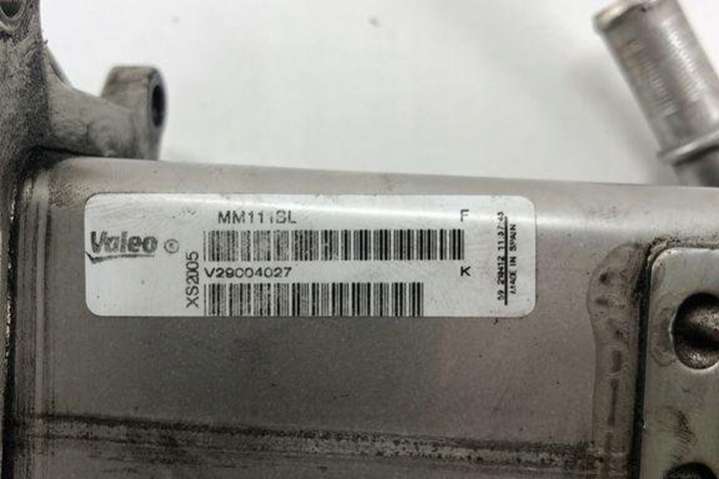 Valeo ©
MM111SL F
XS2005
V29004027 K
MADE IN SPAIN